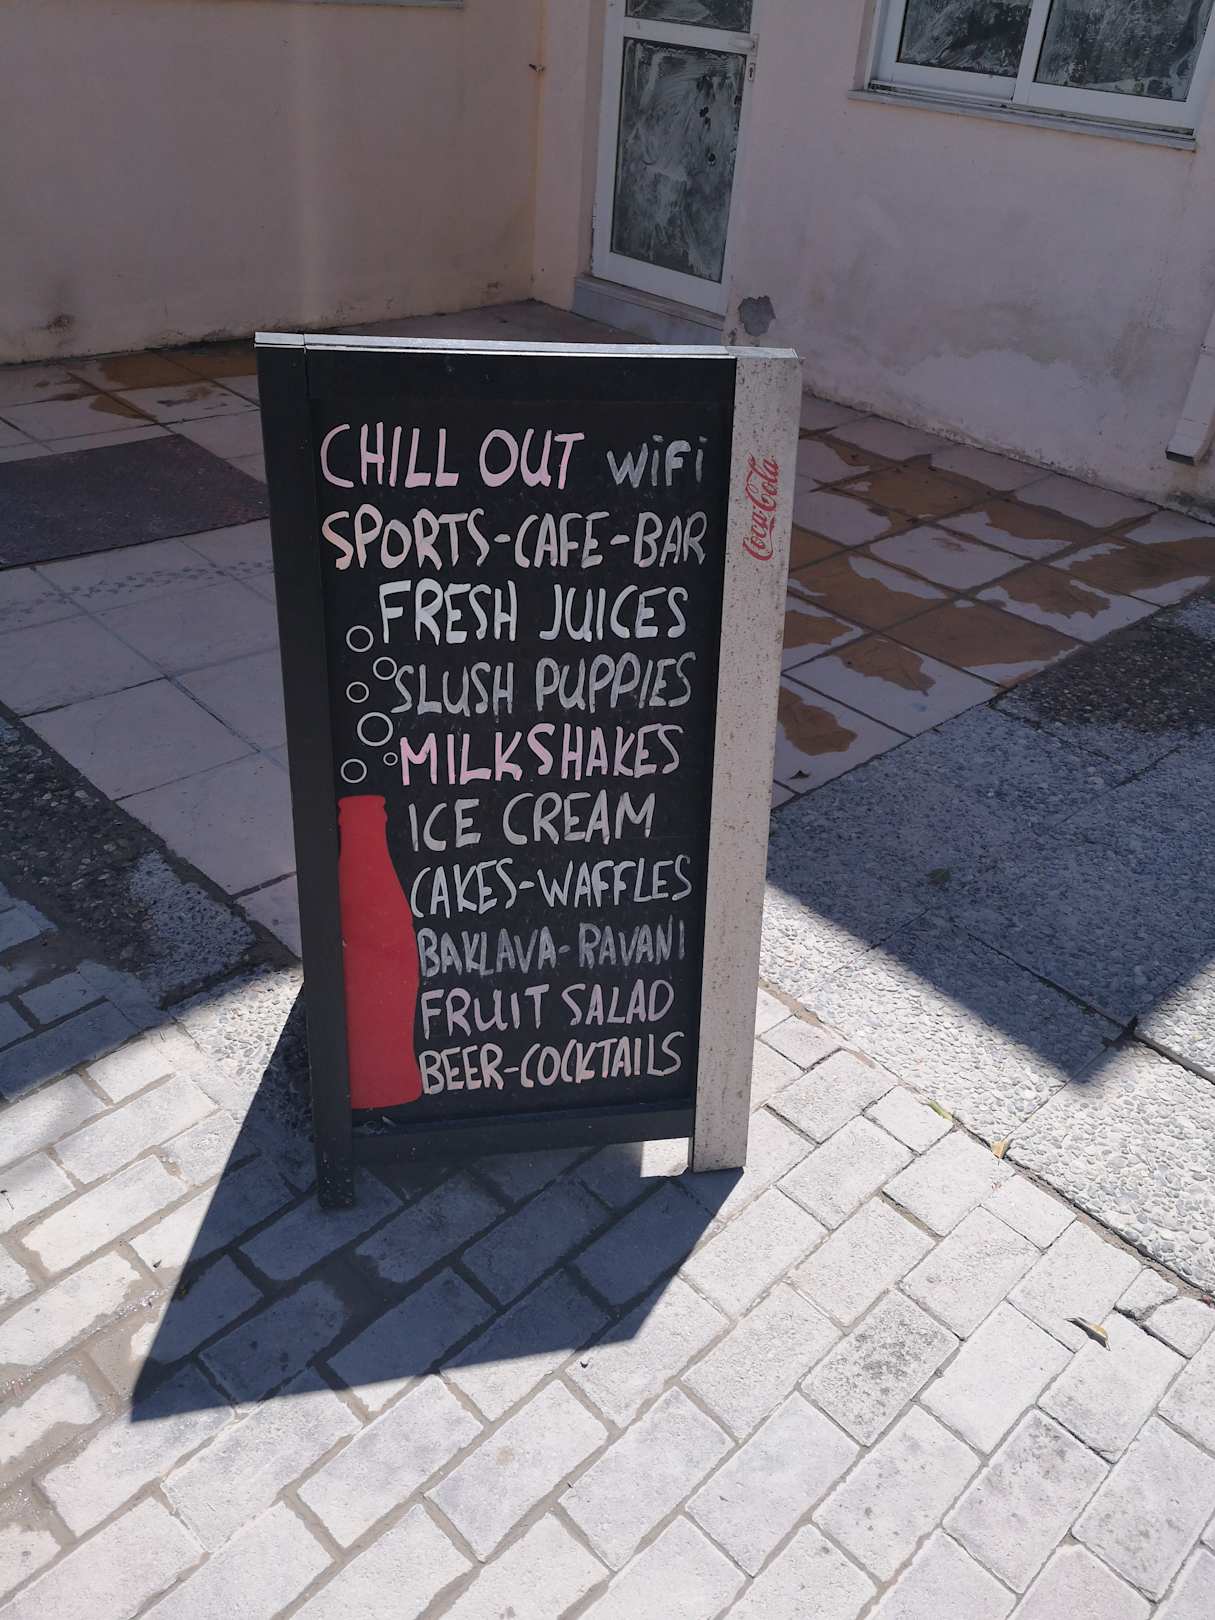 CHILL OUT WiFi
SPORTS-CAFE-BAR
FRESH JUICES
SLUSH PUPPIES
MILKSHAKES
ICE CREAM
CAKES-WAFFLES
BAKLAVA-RAVANI
FRUIT SALAD
BEER-COCKTAILS
Coca-Cola